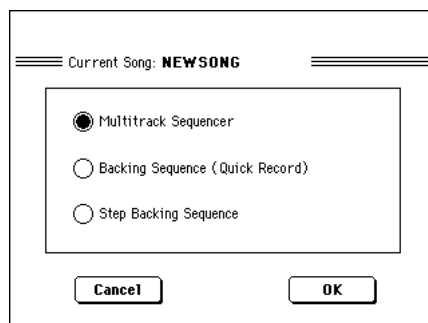 Current Song: NEWSONG
Multitrack Sequencer
Backing Sequence (Quick Record)
Step Backing Sequence
Cancel OK